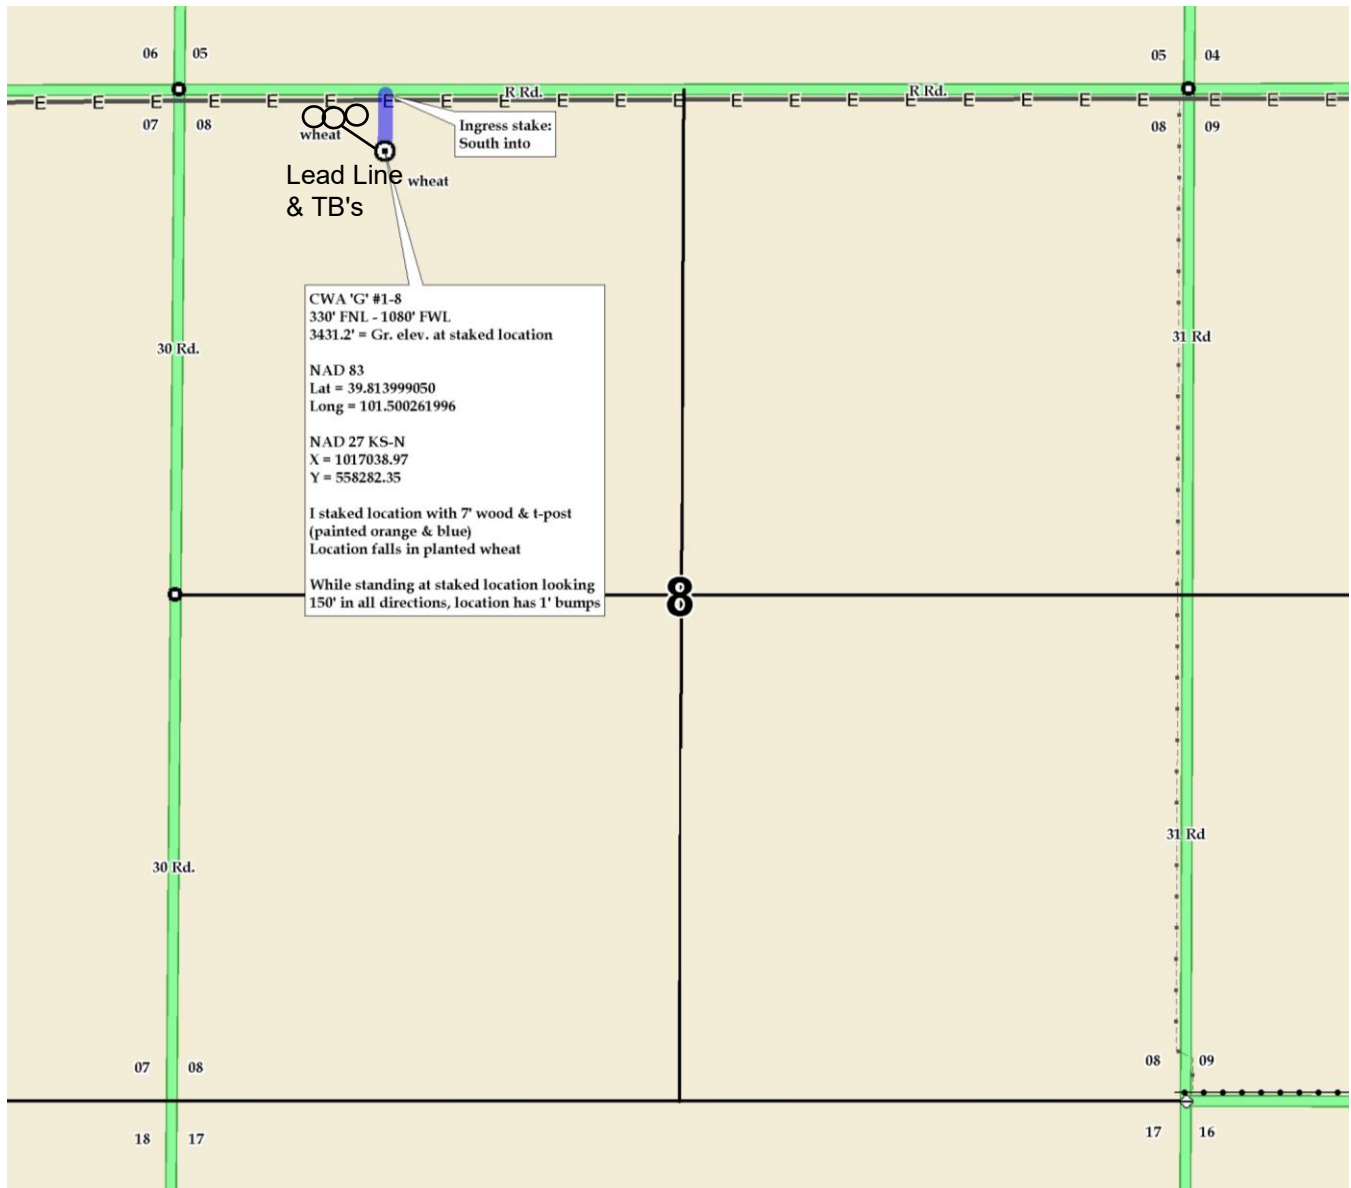 06 05
05 04
R Rd.
R Rd.
E E E E E E E E E E E E E E E E E E E E E E E
07 08
08 09
wheat
Ingress stake:
South into
Lead Line
& TB's
wheat
CWA 'G' #1-8
330' FNL - 1080' FWL
3431.2' = Gr. elev. at staked location
NAD 83
Lat = 39.813999050
Long = 101.500261996
NAD 27 KS-N
X = 1017038.97
Y = 558282.35
I staked location with 7' wood & t-post
(painted orange & blue)
Location falls in planted wheat
While standing at staked location looking
150' in all directions, location has 1' bumps
30 Rd.
31 Rd
8
31 Rd
30 Rd.
07 08
08 09
18 17
17 16